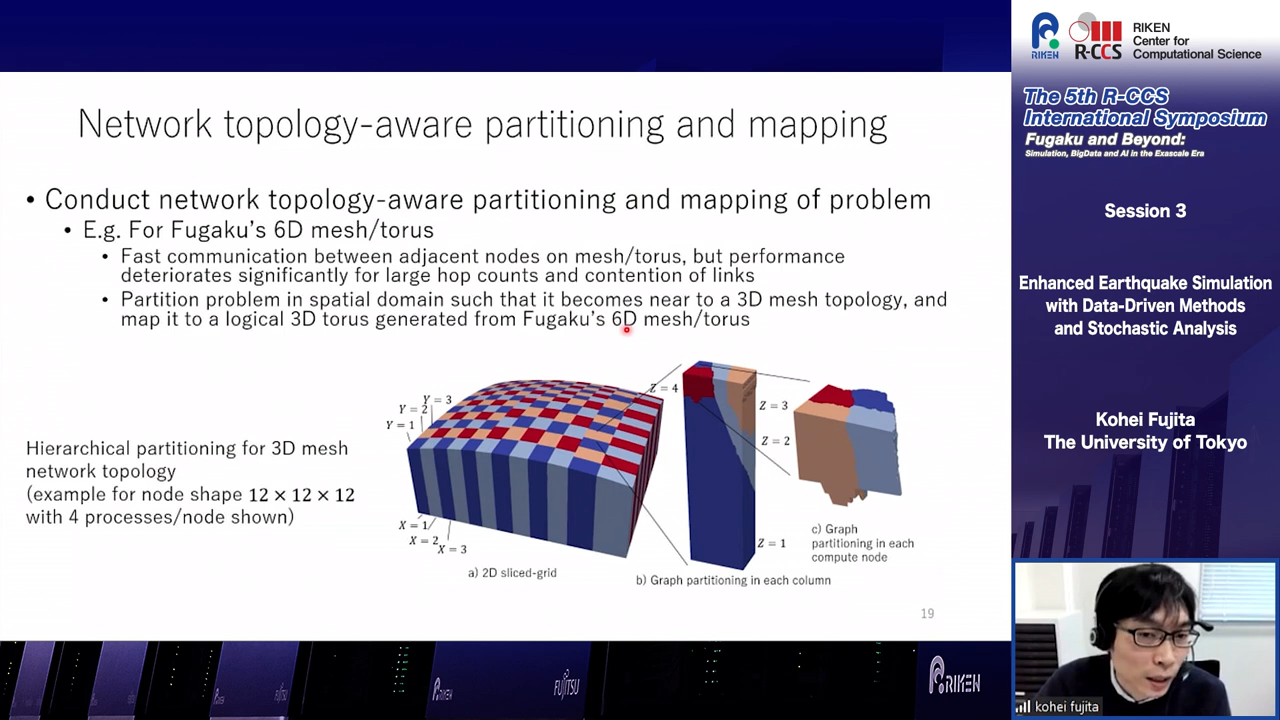 Network topology-aware partitioning and mapping
• Conduct network topology-aware partitioning and mapping of problem
• E.g. For Fugaku's 6D mesh/torus
• Fast communication between adjacent nodes on mesh/torus, but performance
deteriorates significantly for large hop counts and contention of links
• Partition problem in spatial domain such that it becomes near to a 3D mesh topology, and
map it to a logical 3D torus generated from Fugaku's 6D mesh/torus
Hierarchical partitioning for 3D mesh
network topology
(example for node shape 12 × 12 × 12
with 4 processes/node shown)
Y = 3
Y = 2
Y = 1
X = 1
X = 2
X = 3
a) 2D sliced-grid
Z = 4
Z = 3
Z = 2
Z = 1
b) Graph partitioning in each column
c) Graph
partitioning in each
compute node
19
RIKEN
R-CCS
RIKEN
Center for
Computational Science
The 5th R-CCS
International Symposium
Fugaku and Beyond:
Simulation, BigData and AI in the Exascale Era
Session 3
Enhanced Earthquake Simulation
with Data-Driven Methods
and Stochastic Analysis
Kohei Fujita
The University of Tokyo
kohei fujita
FUJITSU
RIKEN